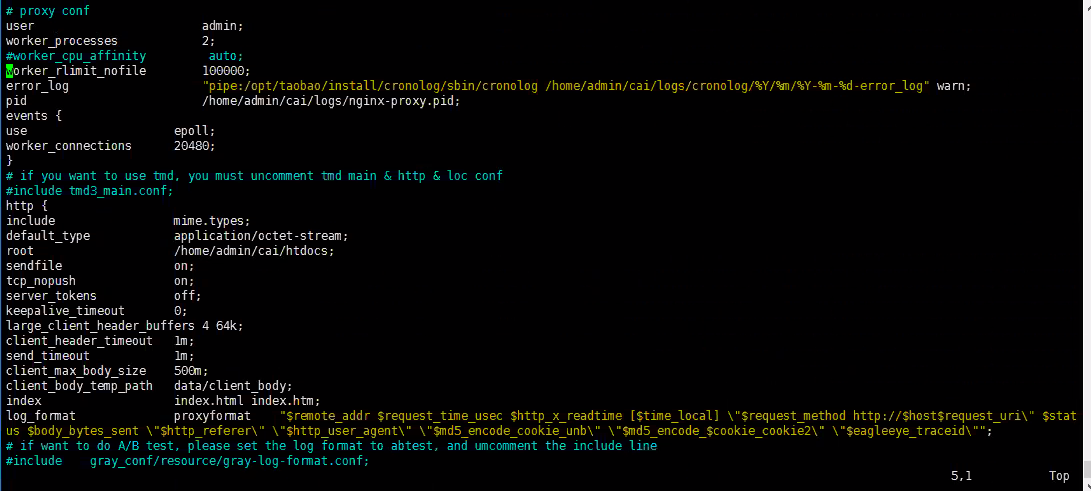 # proxy conf
user                            admin;
worker_processes            2;
#worker_cpu_affinity         auto;
worker_rlimit_nofile        100000;
error_log                   "pipe:/opt/taobao/install/cronolog/sbin/cronolog /home/admin/cai/logs/cronolog/%Y/%m/%Y-%m-%d-error_log" warn;
pid                         /home/admin/cai/logs/nginx-proxy.pid;
events {
use                     epoll;
worker_connections      20480;
}
# if you want to use tmd, you must uncomment tmd main & http & loc conf
#include tmd3_main.conf;
http {
include                 mime.types;
default_type            application/octet-stream;
root                    /home/admin/cai/htdocs;
sendfile                on;
tcp_nopush              on;
server_tokens           off;
keepalive_timeout       0;
large_client_header_buffers 4 64k;
client_header_timeout   1m;
send_timeout            1m;
client_max_body_size    500m;
client_body_temp_path   data/client_body;
index                   index.html index.htm;
log_format              proxyformat    "$remote_addr $request_time_usec $http_x_readtime [$time_local] \"$request_method http://$host$request_uri\" $stat
us $body_bytes_sent \"$http_referer\" \"$http_user_agent\" \"$md5_encode_cookie_unb\" \"$md5_encode_$cookie_cookie2\" \"$eagleeye_traceid\"";
# if want to do A/B test, please set the log format to abtest, and umcomment the include line
#include    gray_conf/resource/gray-log-format.conf;
5,1           Top